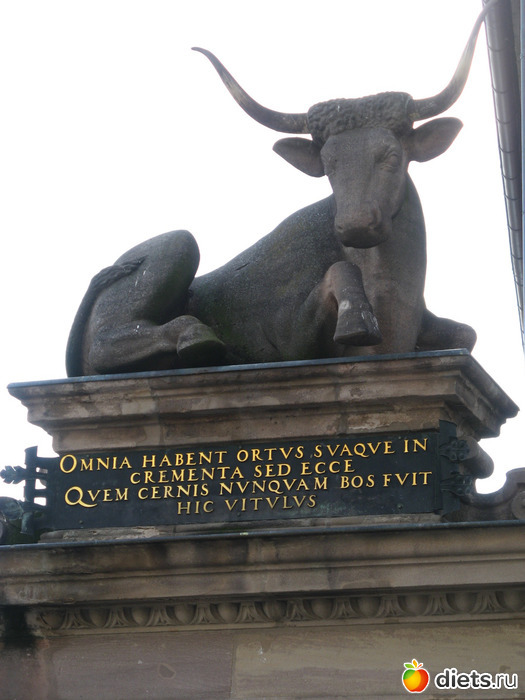 OMNIA HABENT ORTVS SVAQVE IN
CREMENTA SED ECCE
QVEM CERNIS NVNQVAM BOS FVIT
HIC VITVLVS
diets.ru